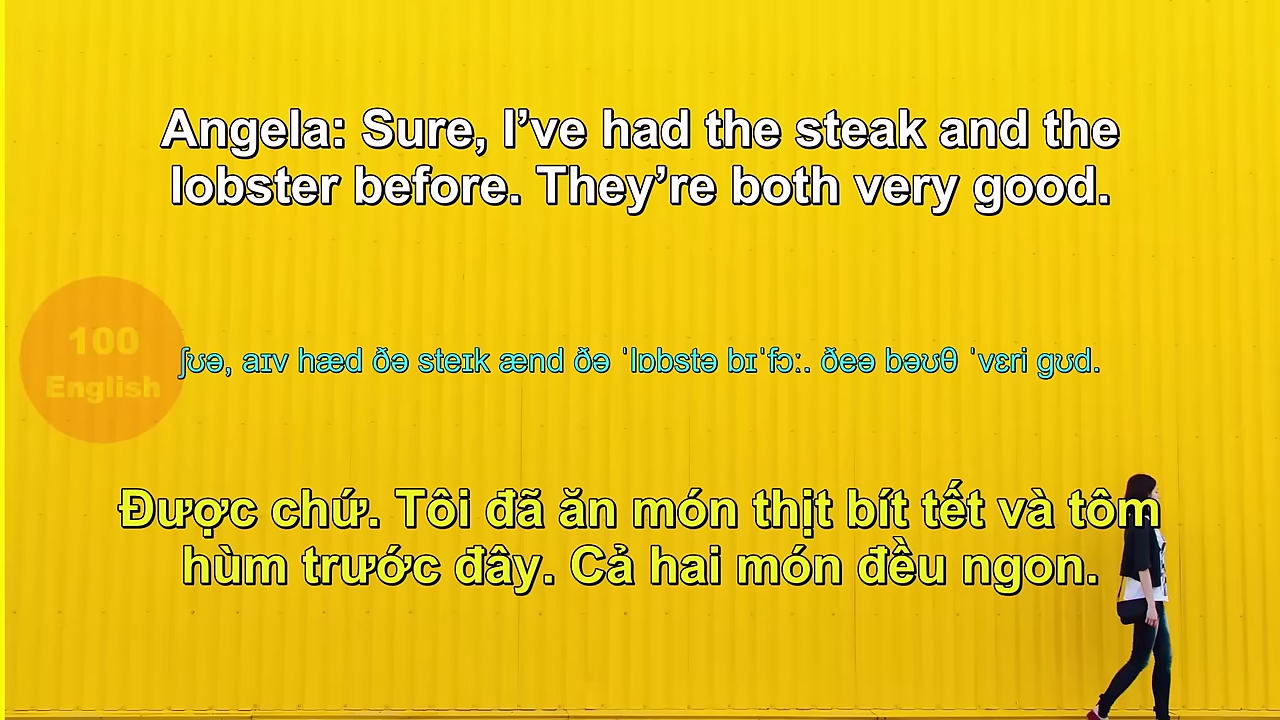 Angela: Sure, I’ve had the steak and the
lobster before. They’re both very good.
100
English
ʃʊə, aɪv hæd ðə steɪk ænd ðə ˈlɒbstə bɪˈfɔː. ðeə bəʊθ ˈvɛri gʊd.
Được chứ. Tôi đã ăn món thịt bít tết và tôm
hùm trước đây. Cả hai món đều ngon.